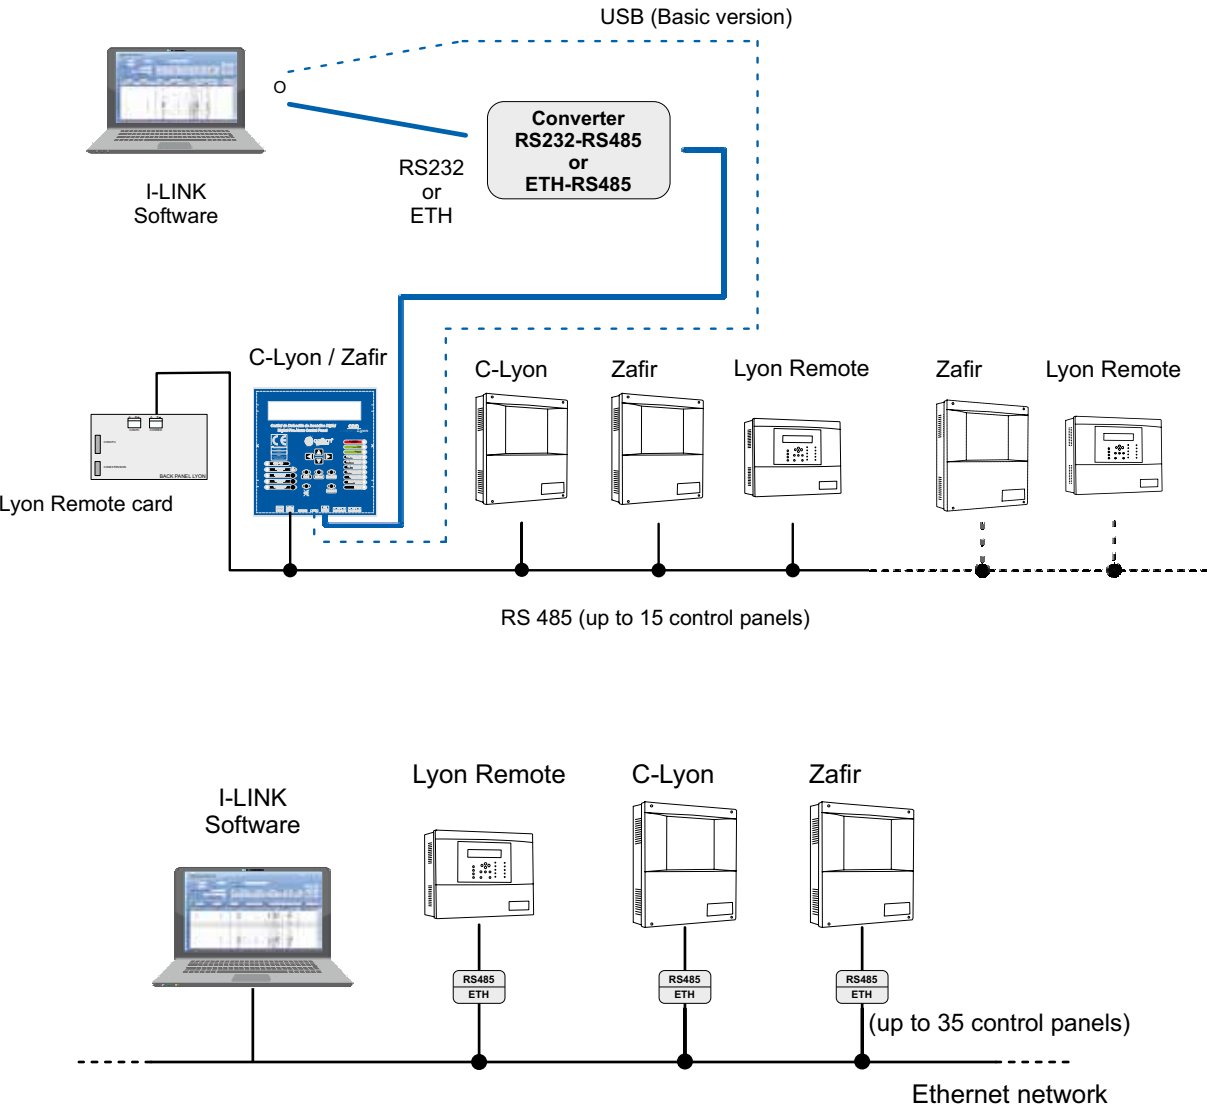 USB (Basic version)
O
Converter
RS232-RS485
or
ETH-RS485
RS232
or
ETH
I-LINK
Software
C-Lyon / Zafir
C-Lyon
Zafir
Lyon Remote
Zafir
Lyon Remote
BACK PANEL LYON
Lyon Remote card
RS 485 (up to 15 control panels)
Lyon Remote
C-Lyon
Zafir
I-LINK
Software
RS485
ETH
RS485
ETH
RS485
ETH
(up to 35 control panels)
Ethernet network